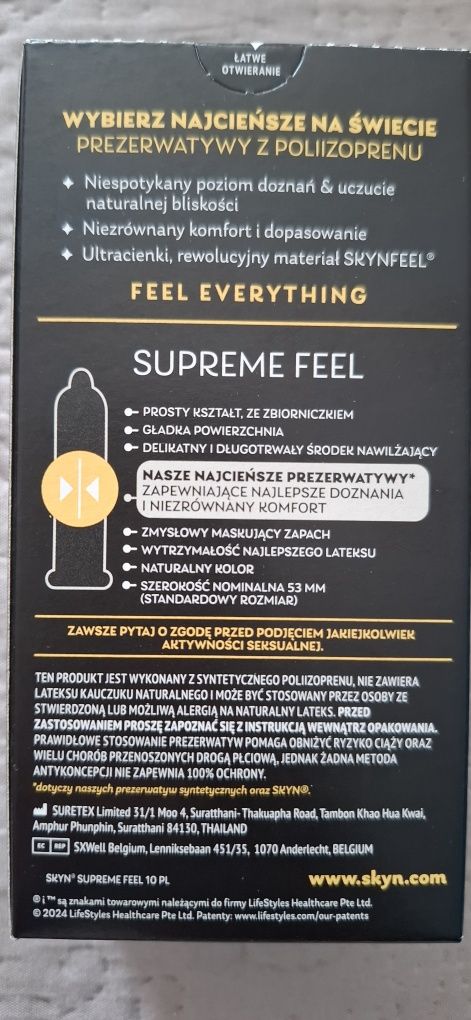 ŁATWE
OTWIERANIE
WYBIERZ NAJCIEŃSZE NA ŚWIECIE
PREZERWATYWY Z POLIIZOPRENU
Niespotykany poziom doznań & uczucie
naturalnej bliskości
Niezrównany komfort i dopasowanie
Ultracienki, rewolucyjny materiał SKYNFEEL®
FEEL EVERYTHING
SUPREME FEEL
PROSTY KSZTAŁT, ZE ZBIORNICZKIEM
GŁADKA POWIERZCHNIA
DELIKATNY I DŁUGOTRWAŁY ŚRODEK NAWILŻAJĄCY
NASZE NAJCIEŃSZE PREZERWATYWY*
ZAPEWNIAJĄCE NAJLEPSZE DOZNANIA
I NIEZRÓWNANY KOMFORT
ZMYSŁOWY MASKUJĄCY ZAPACH
WYTRZYMAŁOŚĆ NAJLEPSZEGO LATEKSU
NATURALNY KOLOR
SZEROKOŚĆ NOMINALNA 53 MM
(STANDARDOWY ROZMIAR)
ZAWSZE PYTAJ O ZGODĘ PRZED PODJĘCIEM JAKIEJKOLWIEK
AKTYWNOŚCI SEKSUALNEJ.
TEN PRODUKT JEST WYKONANY Z SYNTETYCZNEGO POLIIZOPRENU, NIE ZAWIERA
LATEKSU KAUCZUKU NATURALNEGO I MOŻE BYĆ STOSOWANY PRZEZ OSOBY ZE
STWIERDZONĄ LUB MOŻLIWĄ ALERGIĄ NA NATURALNY LATEKS. PRZED
ZASTOSOWANIEM PROSZĘ ZAPOZNAĆ SIĘ Z INSTRUKCJĄ WEWNĄTRZ OPAKOWANIA.
PRAWIDŁOWE STOSOWANIE PREZERWATYW POMAGA OBNIŻYĆ RYZYKO CIĄŻY ORAZ
WIELU CHORÓB PRZENOSZONYCH DROGĄ PŁCIOWĄ, JEDNAK ŻADNA METODA
ANTYKONCEPCJI NIE ZAPEWNIA 100% OCHRONY.
*dotyczy naszych prezerwatyw syntetycznych oraz SKYN®.
SURETEX Limited 31/1 Moo 4, Suratthani-Thakuapha Road, Tambon Khao Hua Kwai,
Amphur Phunphin, Suratthani 84130, THAILAND
EC REP SXWell Belgium, Lenniksebaan 451/35, 1070 Anderlecht, BELGIUM
SKYN® SUPREME FEEL 10 PL
www.skyn.com
® i ™ są znakami towarowymi należącymi do firmy LifeStyles Healthcare Pte Ltd.
© 2024 LifeStyles Healthcare Pte Ltd. Patenty: www.lifestyles.com/our-patents